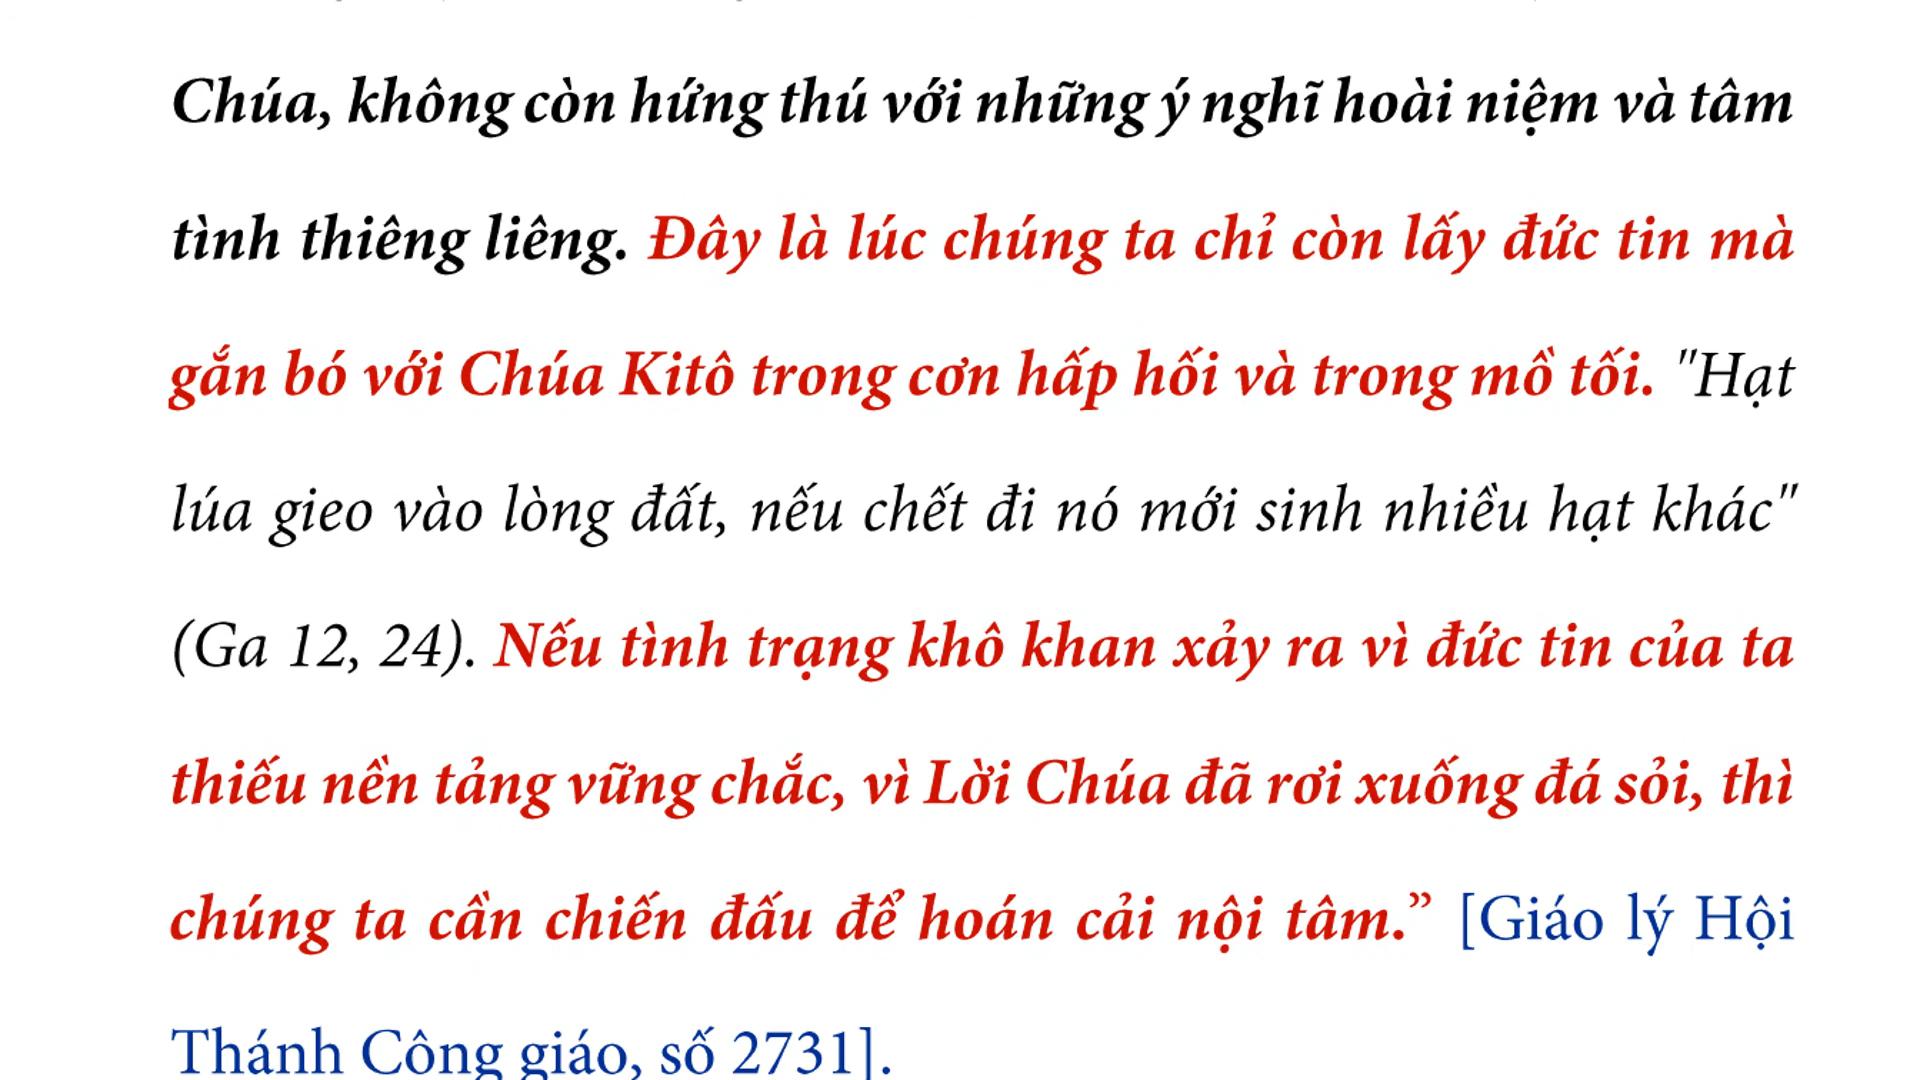 Chúa, không còn hứng thú với những ý nghĩ hoài niệm và tâm
tình thiêng liêng. Đây là lúc chúng ta chỉ còn lấy đức tin mà
gắn bó với Chúa Kitô trong cơn hấp hối và trong mồ tối. "Hạt
lúa gieo vào lòng đất, nếu chết đi nó mới sinh nhiều hạt khác"
(Ga 12, 24). Nếu tình trạng khô khan xảy ra vì đức tin của ta
thiếu nền tảng vững chắc, vì Lời Chúa đã rơi xuống đá sỏi, thì
chúng ta cần chiến đấu để hoán cải nội tâm.” [Giáo lý Hội
Thánh Công giáo, số 2731].